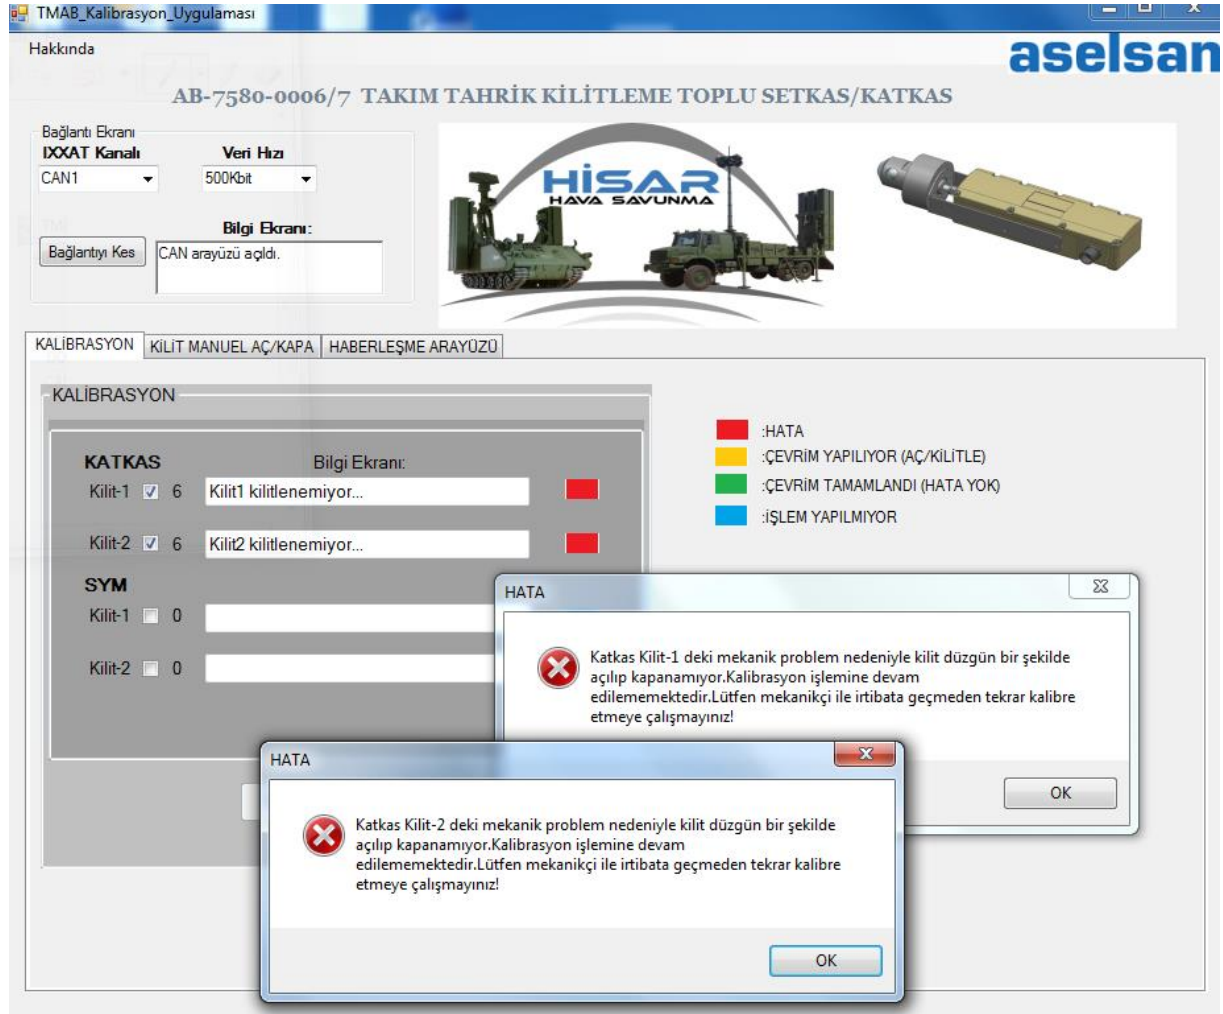 TMAB_Kalibrasyon_Uygulaması
Hakkında
aselsan
AB-7580-0006/7 TAKIM TAHRİK KİLİTLEME TOPLU SETKAS/KATKAS
Bağlantı Ekranı
IXXAT Kanalı Veri Hızı
CAN1 500Kbit
Bilgi Ekranı:
Bağlantıyı Kes CAN arayüzü açıldı.
HİSAR
HAVA SAVUNMA
KALİBRASYON KİLİT MANUEL AÇ/KAPA HABERLEŞME ARAYÜZÜ
KALİBRASYON
KATKAS Bilgi Ekranı:
Kilit-1 6 Kilit1 kilitlenemiyor...
Kilit-2 6 Kilit2 kilitlenemiyor...
SYM
Kilit-1 0
Kilit-2 0
:HATA
:ÇEVRİM YAPILIYOR (AÇ/KİLİTLE)
:ÇEVRİM TAMAMLANDI (HATA YOK)
:İŞLEM YAPILMIYOR
HATA
Katkas Kilit-1 deki mekanik problem nedeniyle kilit düzgün bir şekilde
açılıp kapanamıyor.Kalibrasyon işlemine devam
edilememektedir.Lütfen mekanikçi ile irtibata geçmeden tekrar kalibre
etmeye çalışmayınız!
OK
HATA
Katkas Kilit-2 deki mekanik problem nedeniyle kilit düzgün bir şekilde
açılıp kapanamıyor.Kalibrasyon işlemine devam
edilememektedir.Lütfen mekanikçi ile irtibata geçmeden tekrar kalibre
etmeye çalışmayınız!
OK